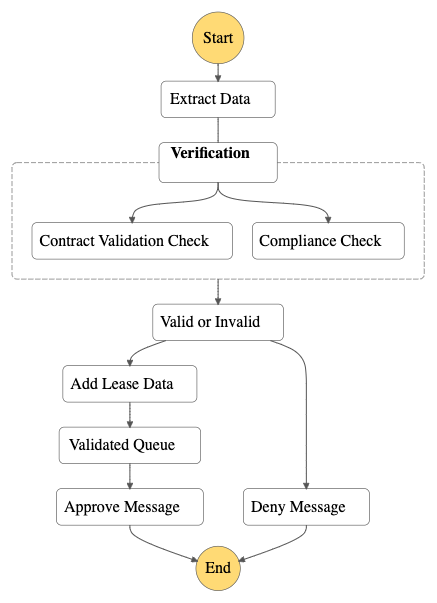 Start
Extract Data
Verification
Contract Validation Check
Compliance Check
Valid or Invalid
Add Lease Data
Validated Queue
Approve Message
Deny Message
End